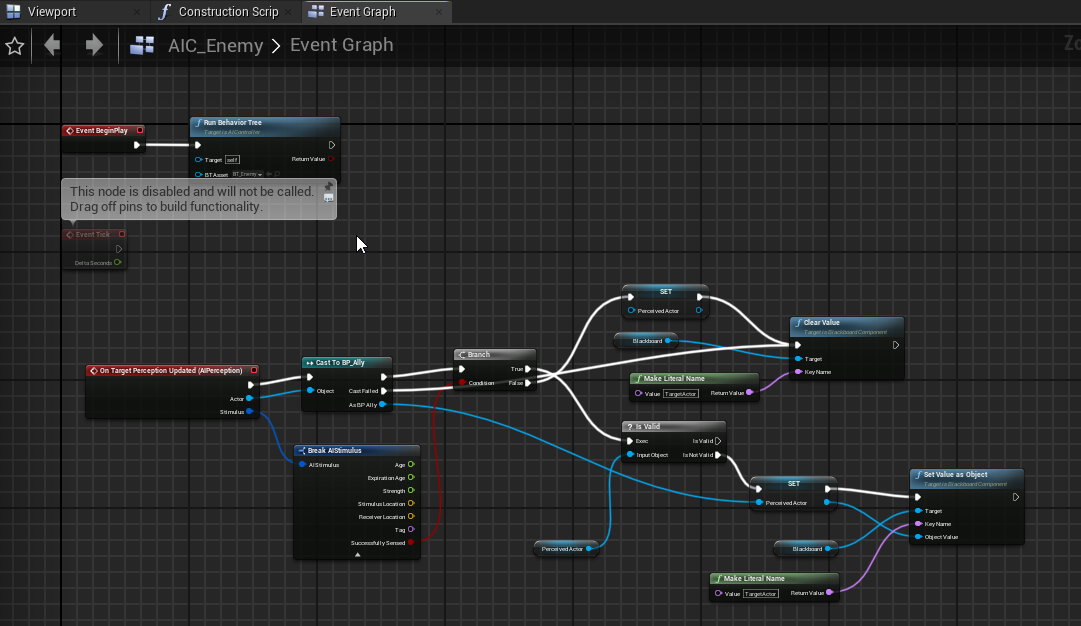 Viewport
Construction Scrip
Event Graph
AIC_Enemy > Event Graph
Zo
Event BeginPlay
Run Behavior Tree
Target is AIController
Target self
Return Value
BTAsset BT_Enemy
This node is disabled and will not be called.
Drag off pins to build functionality.
Event Tick
Delta Seconds
SET
Perceived Actor
Blackboard
Clear Value
Target is Blackboard Component
Target
Key Name
Make Literal Name
Value TargetActor Return Value
On Target Perception Updated (AIPerception)
Actor
Stimulus
Cast To BP_Ally
Object Cast Failed
As BP Ally
Branch
True
Condition False
Is Valid
Exec Is Valid
Input Object Is Not Valid
Break AIStimulus
AIStimulus Age
Expiration Age
Strength
Stimulus Location
Receiver Location
Tag
Successfully Sensed
Perceived Actor
SET
Perceived Actor
Blackboard
Set Value as Object
Target is Blackboard Component
Target
Key Name
Object Value
Make Literal Name
Value TargetActor Return Value